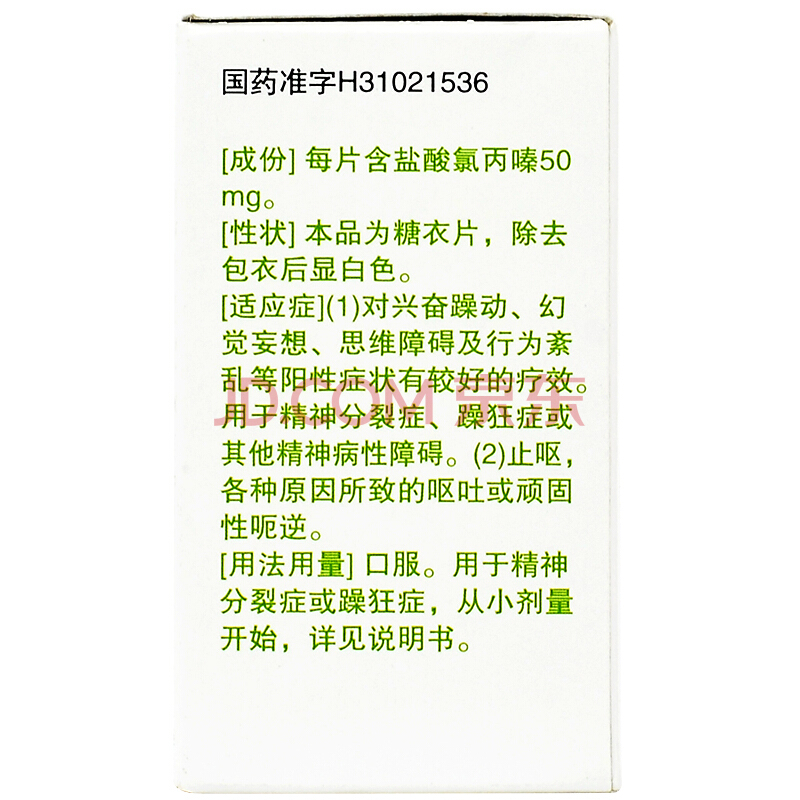 国药准字H31021536
[成份] 每片含盐酸氯丙嗪50
mg。
[性状] 本品为糖衣片，除去
包衣后显白色。
[适应症](1)对兴奋躁动、幻
觉妄想、思维障碍及行为紊
乱等阳性症状有较好的疗效。
JD.COM 京东
用于精神分裂症、躁狂症或
其他精神病性障碍。(2)止呕，
各种原因所致的呕吐或顽固
性呃逆。
[用法用量] 口服。用于精神
分裂症或躁狂症，从小剂量
开始，详见说明书。